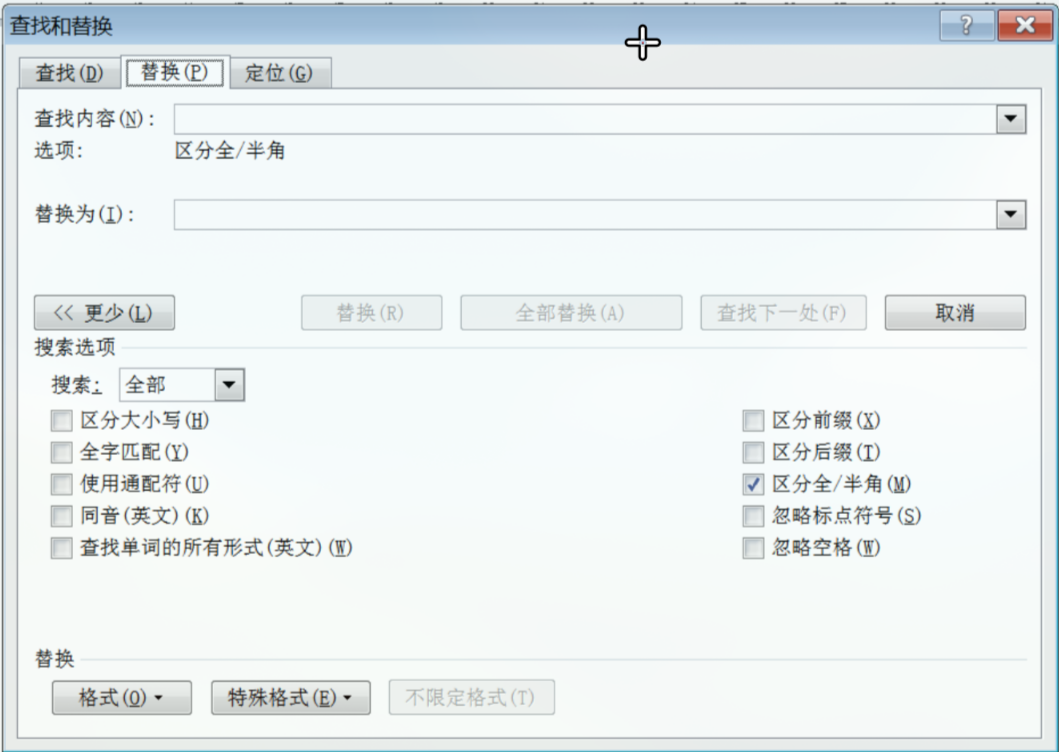 查找和替换
查找(D) 替换(P) 定位(G)
查找内容(N):
选项: 区分全/半角
替换为(I):
<< 更少(L) 替换(R) 全部替换(A) 查找下一处(F) 取消
搜索选项
搜索: 全部
区分大小写(H) 区分前缀(X)
全字匹配(Y) 区分后缀(T)
使用通配符(U) 区分全/半角(M)
同音(英文)(K) 忽略标点符号(S)
查找单词的所有形式(英文)(W) 忽略空格(W)
替换
格式(O) 特殊格式(E) 不限定格式(T)